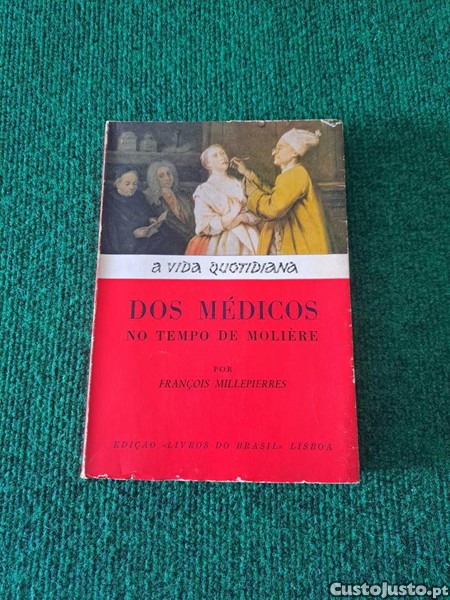 A VIDA QUOTIDIANA
DOS MÉDICOS
NO TEMPO DE MOLIÈRE
POR
FRANÇOIS MILLEPIERRES
EDIÇÃO «LIVROS DO BRASIL» LISBOA
CustoJusto.pt